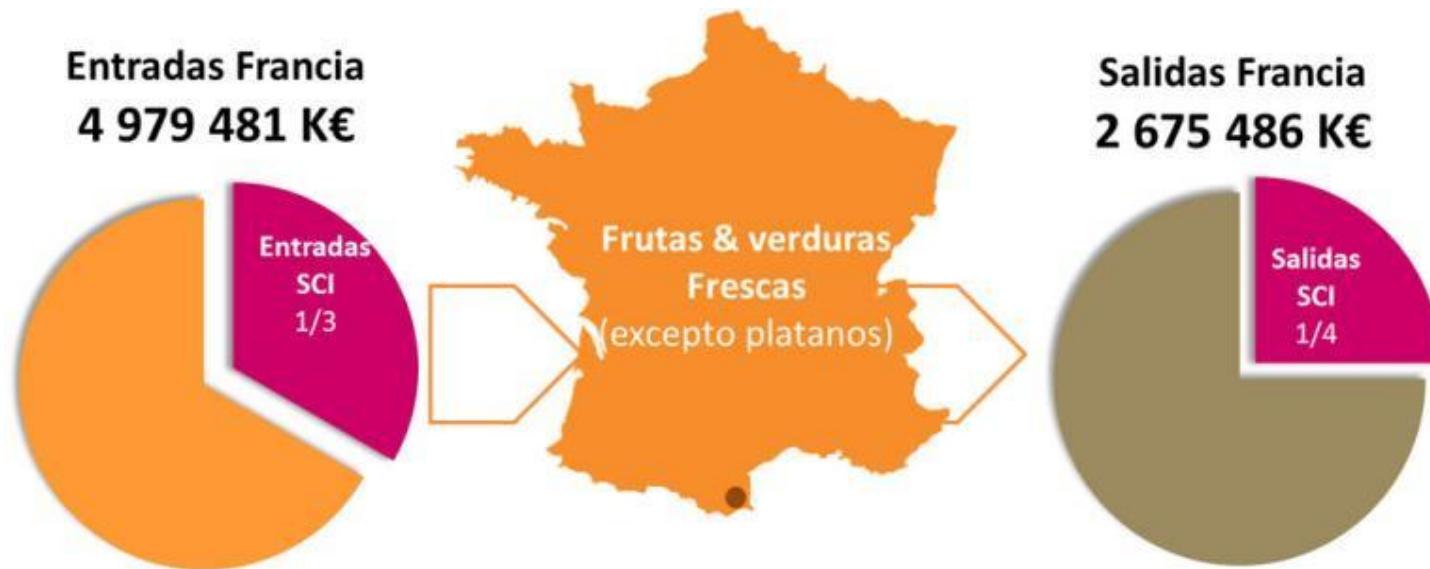 Entradas Francia
4 979 481 K€
Entradas
SCI
1/3
Frutas & verduras
Frescas
(excepto platanos)
Salidas Francia
2 675 486 K€
Salidas
SCI
1/4